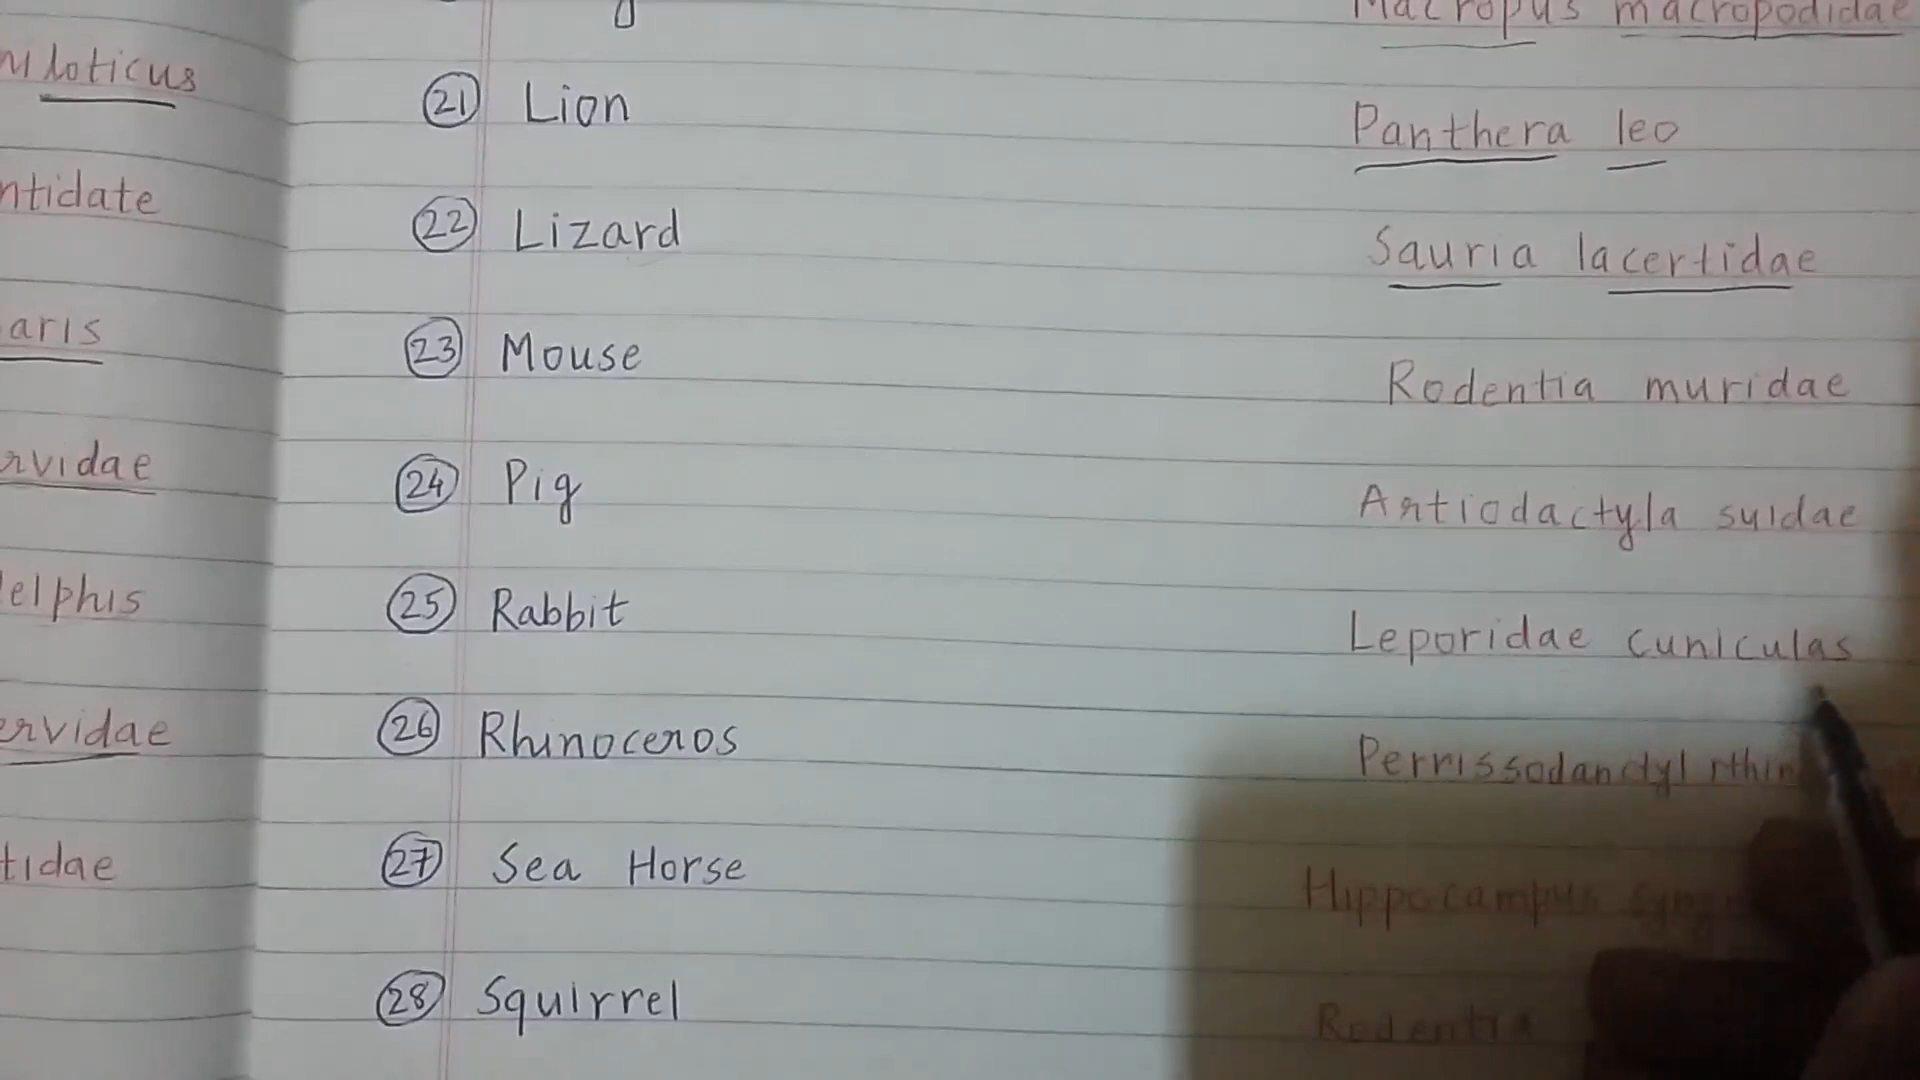 Macropus macropodidae
niloticus
21 Lion Panthera leo
ntidate
22 Lizard Sauria lacertidae
aris
23 Mouse Rodentia muridae
rvidae
24 Pig Artiodactyla suidae
elphis
25 Rabbit Leporidae cuniculas
ervidae
26 Rhinoceros Perrissodanctyl rthin
tidae
27 Sea Horse Hippocampus
28 Squirrel Rodentia